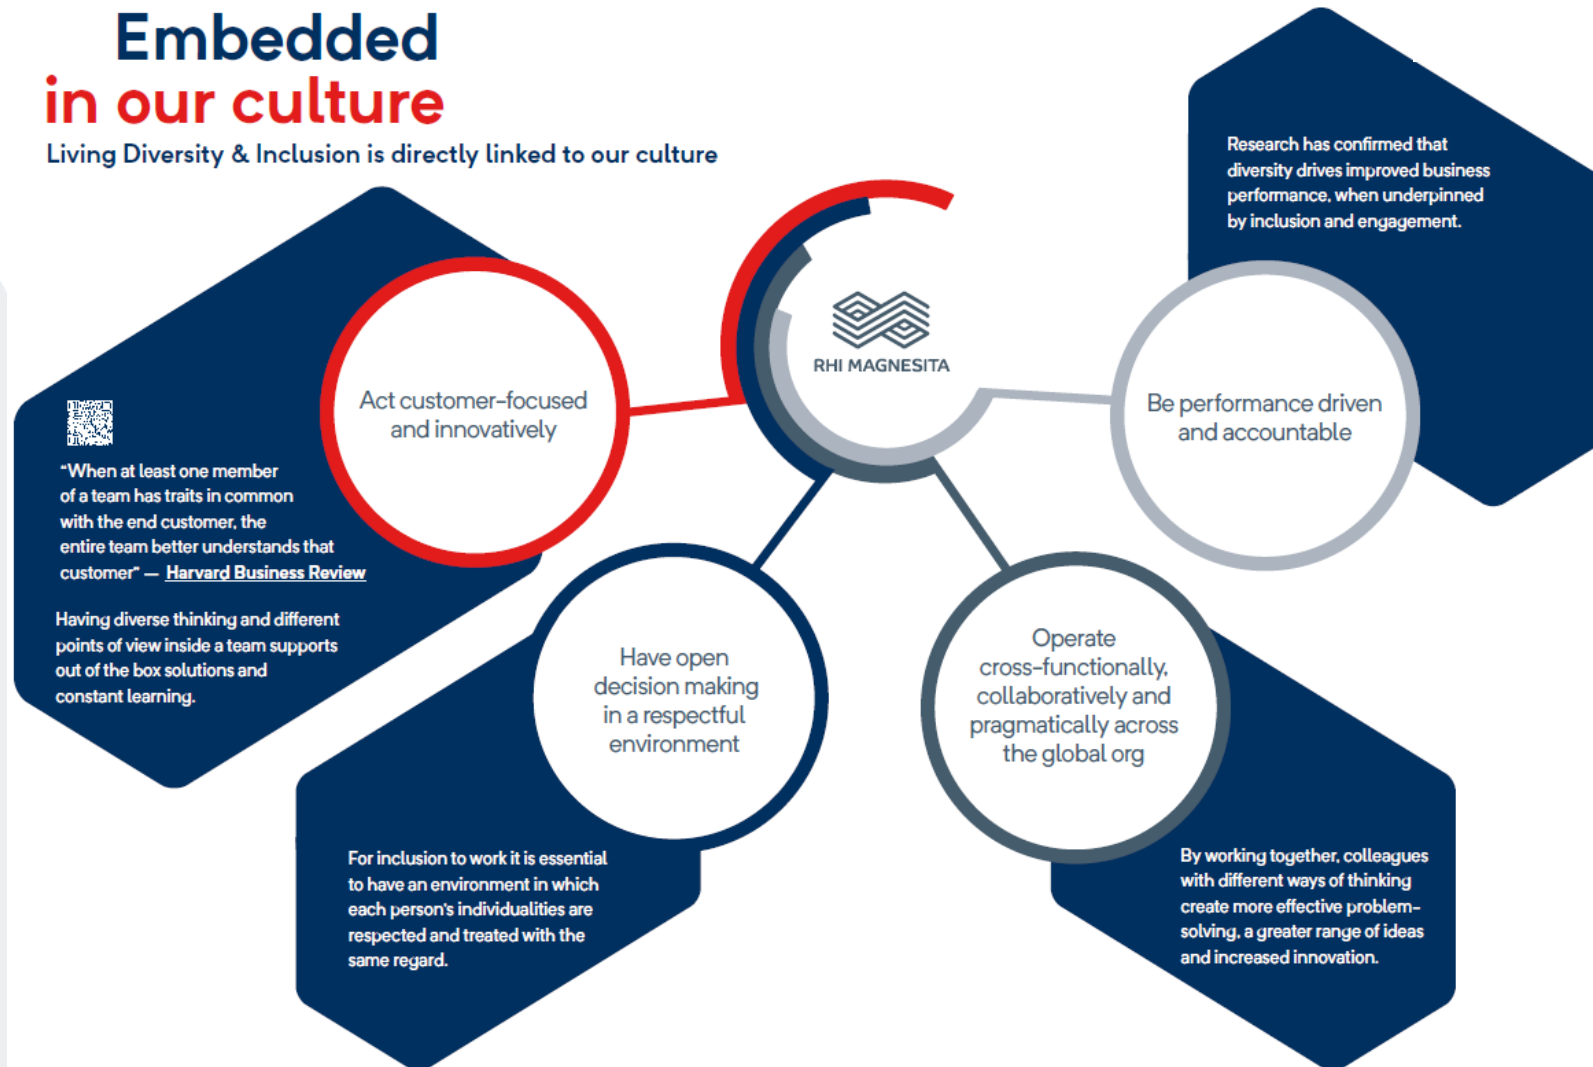 Embedded
in our culture
Living Diversity & Inclusion is directly linked to our culture
Research has confirmed that
diversity drives improved business
performance, when underpinned
by inclusion and engagement.
RHI MAGNESITA
Act customer-focused
and innovatively
Be performance driven
and accountable
“When at least one member
of a team has traits in common
with the end customer, the
entire team better understands that
customer” — Harvard Business Review
Having diverse thinking and different
points of view inside a team supports
out of the box solutions and
constant learning.
Have open
decision making
in a respectful
environment
Operate
cross-functionally,
collaboratively and
pragmatically across
the global org
For inclusion to work it is essential
to have an environment in which
each person's individualities are
respected and treated with the
same regard.
By working together, colleagues
with different ways of thinking
create more effective problem-
solving, a greater range of ideas
and increased innovation.